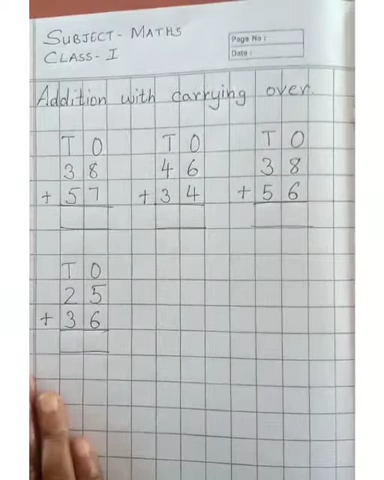 SUBJECT - MATHS
CLASS - I
Page No :
Date :
Addition with carrying over.
T O T O T O
3 8 4 6 3 8
+ 5 7 + 3 4 + 5 6
T O
2 5
+ 3 6